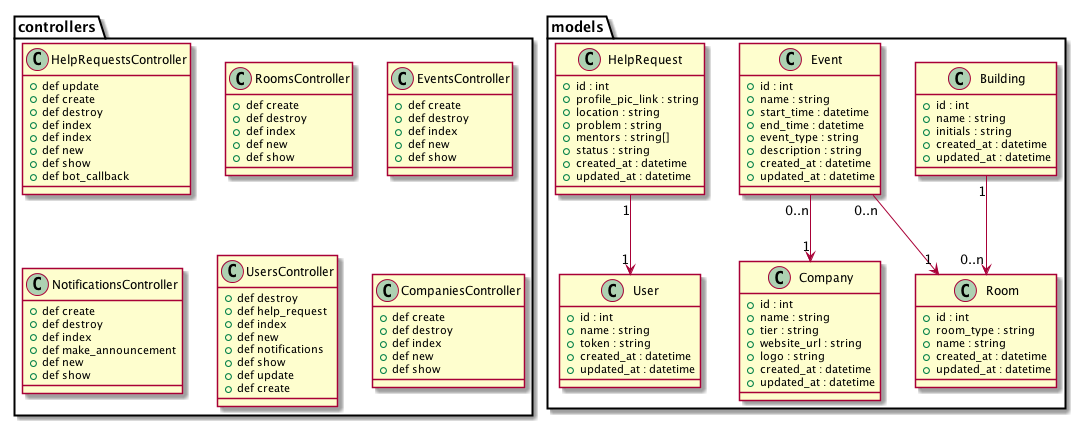 controllers
C HelpRequestsController
def update
def create
def destroy
def index
def index
def new
def show
def bot_callback
C RoomsController
def create
def destroy
def index
def new
def show
C EventsController
def create
def destroy
def index
def new
def show
C NotificationsController
def create
def destroy
def index
def make_announcement
def new
def show
C UsersController
def destroy
def help_request
def index
def new
def notifications
def show
def update
def create
C CompaniesController
def create
def destroy
def index
def new
def show
models
C HelpRequest
id : int
profile_pic_link : string
location : string
problem : string
mentors : string[]
status : string
created_at : datetime
updated_at : datetime
C Event
id : int
name : string
start_time : datetime
end_time : datetime
event_type : string
description : string
created_at : datetime
updated_at : datetime
C Building
id : int
name : string
initials : string
created_at : datetime
updated_at : datetime
1
0..n
0..n
1
1
1
1
0..n
C User
id : int
name : string
token : string
created_at : datetime
updated_at : datetime
C Company
id : int
name : string
tier : string
website_url : string
logo : string
created_at : datetime
updated_at : datetime
C Room
id : int
room_type : string
name : string
created_at : datetime
updated_at : datetime